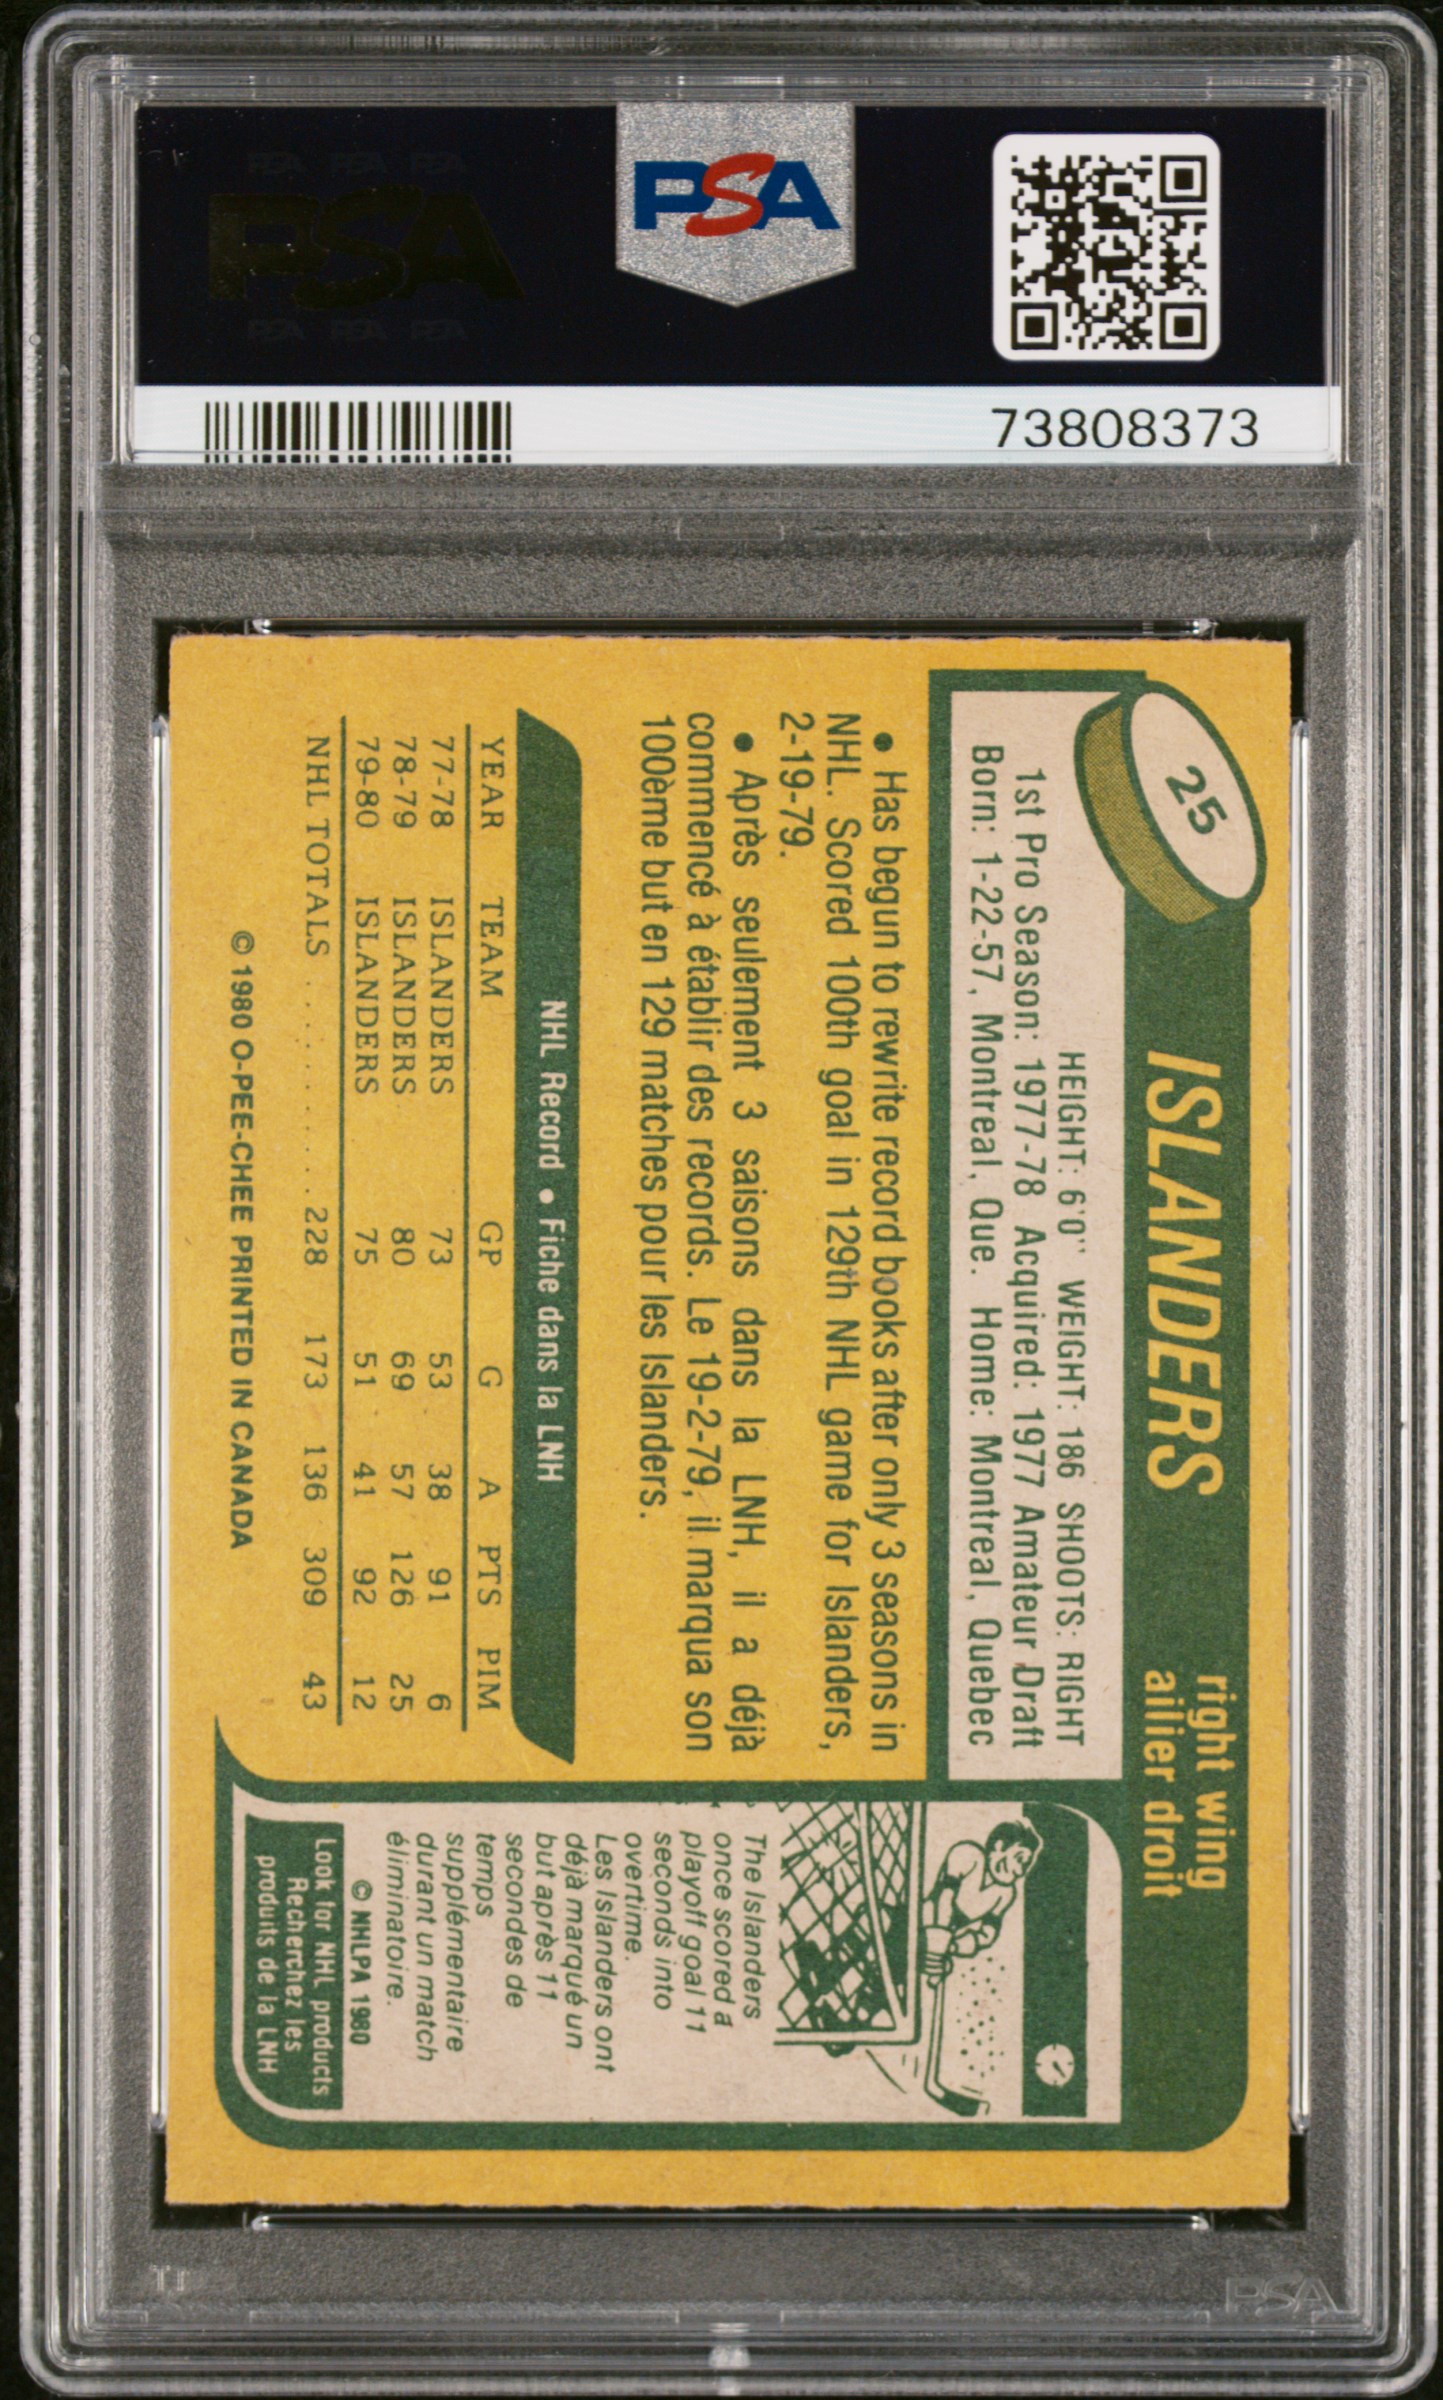 PSA PSA PSA
PSA
PSA PSA PSA
PSA
73808373
25
ISLANDERS
right wing
ailier droit
HEIGHT: 6'0" WEIGHT: 186 SHOOTS: RIGHT
1st Pro Season: 1977-78 Acquired: 1977 Amateur Draft
Born: 1-22-57, Montreal, Que. Home: Montreal, Quebec
● Has begun to rewrite record books after only 3 seasons in
NHL. Scored 100th goal in 129th NHL game for Islanders,
2-19-79.
● Après seulement 3 saisons dans la LNH, il a déjà
commencé à établir des records. Le 19-2-79, il marqua son
100ème but en 129 matches pour les Islanders.
NHL Record ● Fiche dans la LNH
YEAR TEAM GP G A PTS PIM
77-78 ISLANDERS 73 53 38 91 6
78-79 ISLANDERS 80 69 57 126 25
79-80 ISLANDERS 75 51 41 92 12
NHL TOTALS . . . . . . . . . . . 228 173 136 309 43
© 1980 O-PEE-CHEE PRINTED IN CANADA
The Islanders
once scored a
playoff goal 11
seconds into
overtime.
Les Islanders ont
déjà marqué un
but après 11
secondes de
temps
supplémentaire
durant un match
éliminatoire.
© NHLPA 1980
Look for NHL products
Recherchez les
produits de la LNH
PSA